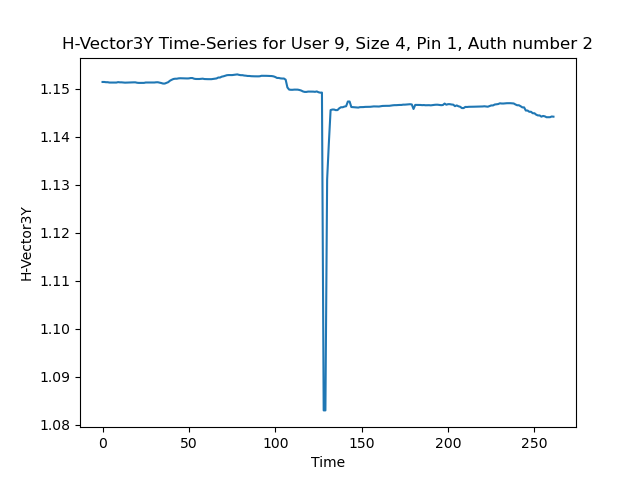 H-Vector3Y Time-Series for User 9, Size 4, Pin 1, Auth number 2
1.15
1.14
1.13
1.12
1.11
1.10
1.09
1.08
H-Vector3Y
0 50 100 150 200 250
Time